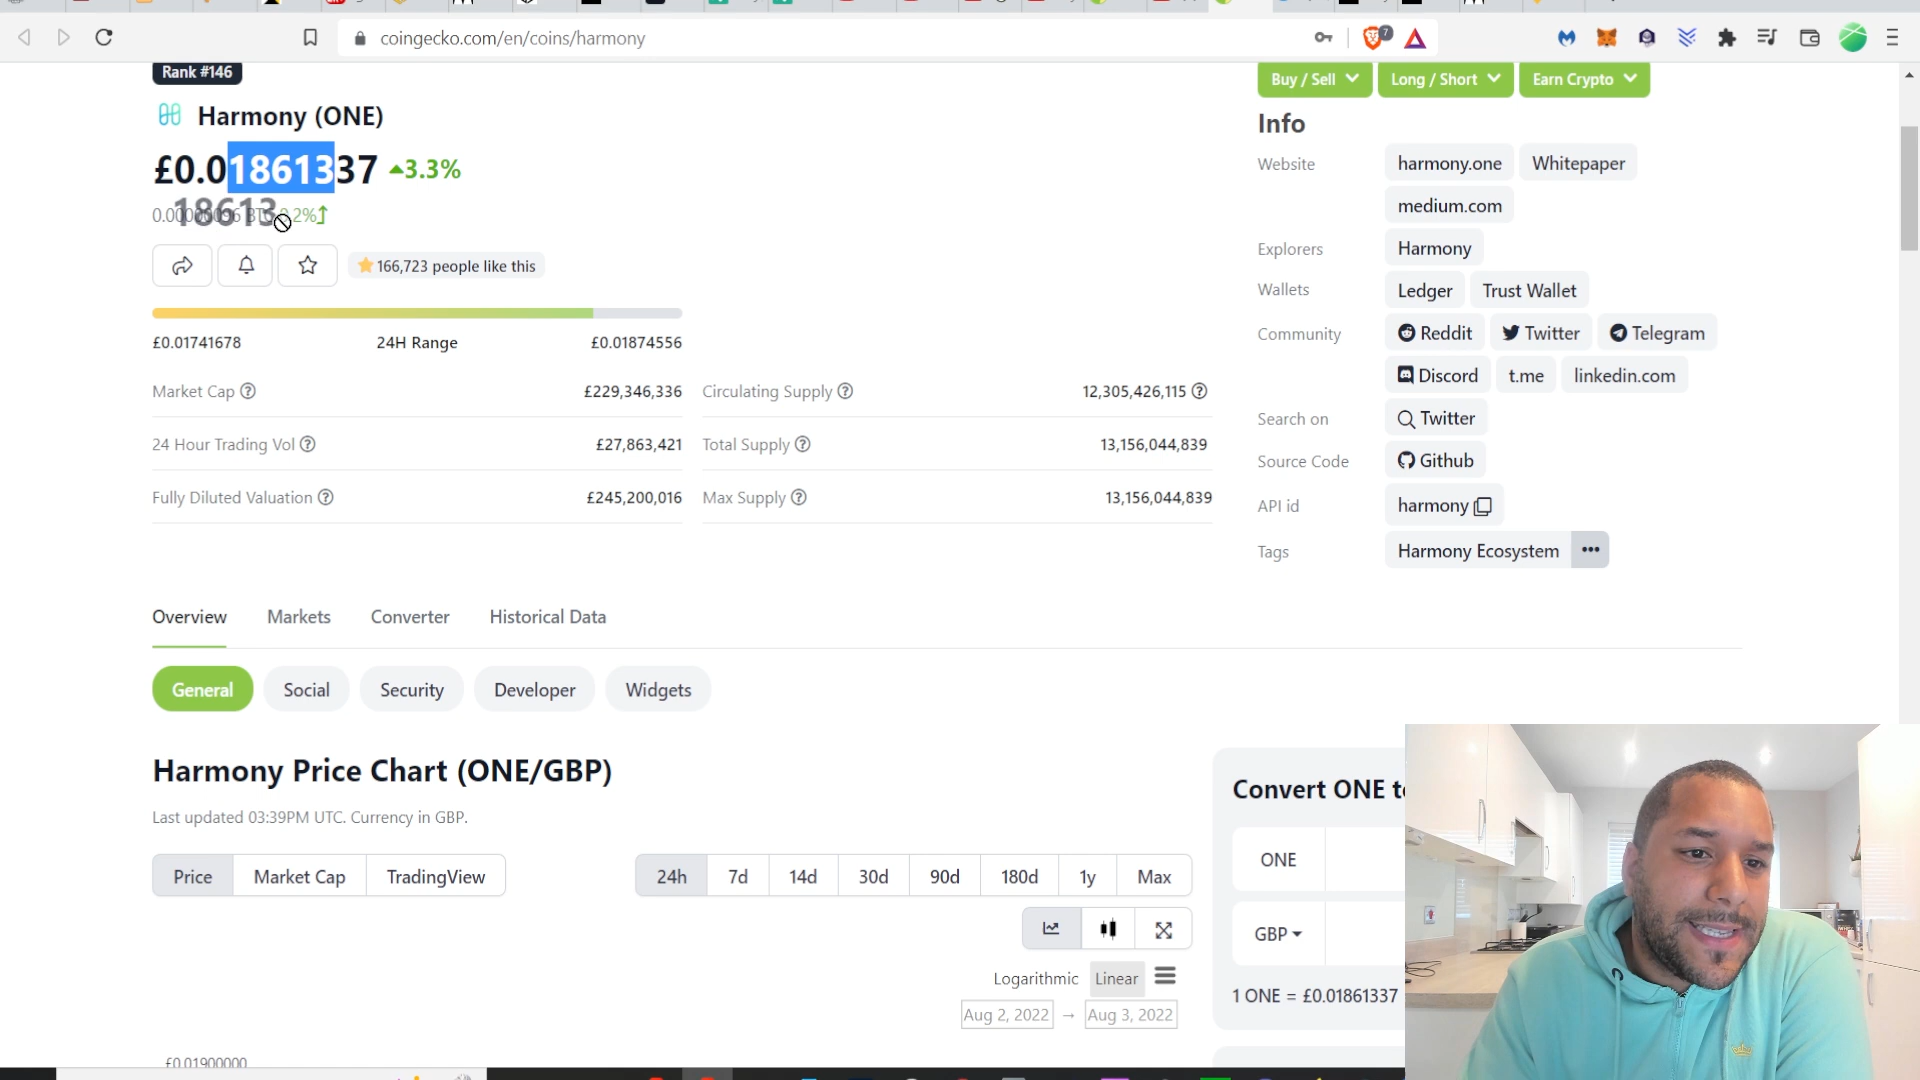 coingecko.com/en/coins/harmony
7
Rank #146
Buy / Sell Long / Short Earn Crypto
Harmony (ONE)
£0.01861337 3.3%
18613
166,723 people like this
£0.01741678 24H Range £0.01874556
Market Cap £229,346,336 Circulating Supply 12,305,426,115
24 Hour Trading Vol £27,863,421 Total Supply 13,156,044,839
Fully Diluted Valuation £245,200,016 Max Supply 13,156,044,839
Info
Website harmony.one Whitepaper
medium.com
Explorers Harmony
Wallets Ledger Trust Wallet
Community Reddit Twitter Telegram
Discord t.me linkedin.com
Search on Twitter
Source Code Github
API id harmony
Tags Harmony Ecosystem
Overview Markets Converter Historical Data
General Social Security Developer Widgets
Harmony Price Chart (ONE/GBP)
Last updated 03:39PM UTC. Currency in GBP.
Price Market Cap TradingView 24h 7d 14d 30d 90d 180d 1y Max
Logarithmic Linear
Aug 2, 2022 → Aug 3, 2022
£0.01900000
Convert ONE
ONE
GBP
1 ONE = £0.01861337